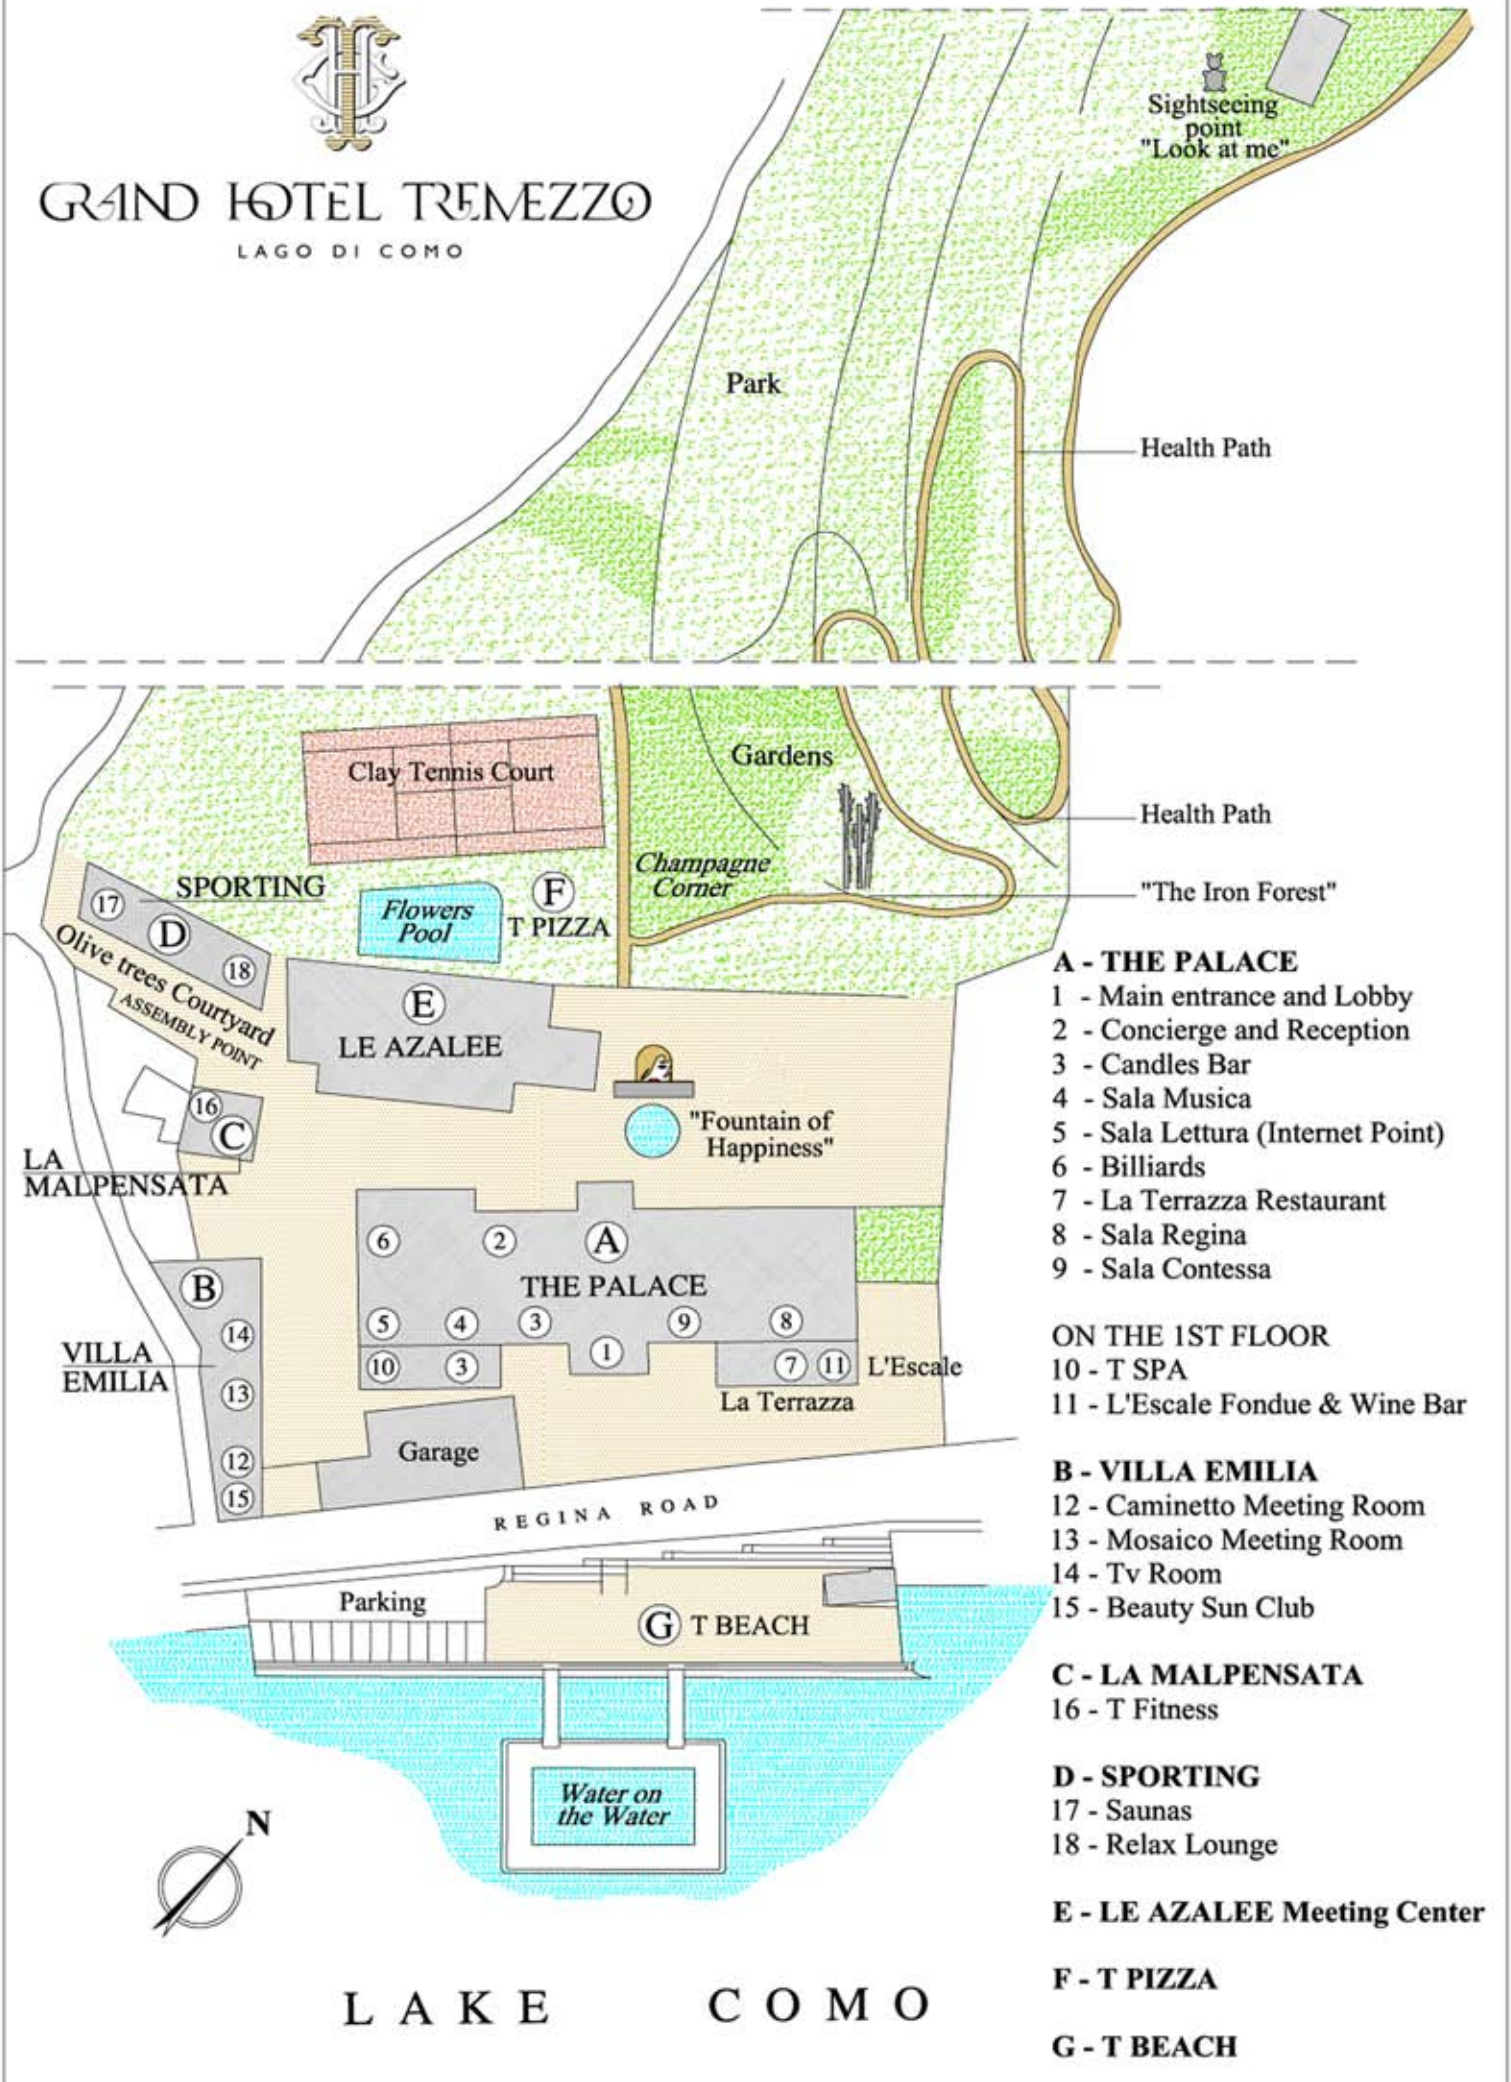 GRAND HOTEL TREMEZZO
LAGO DI COMO
Sightseeing
point
"Look at me"
Park
Health Path
Clay Tennis Court
Gardens
Health Path
Champagne
Corner
"The Iron Forest"
SPORTING
17
D
18
Flowers
Pool
F
T PIZZA
Olive trees Courtyard
ASSEMBLY POINT
E
LE AZALEE
16
C
"Fountain of
Happiness"
LA
MALPENSATA
6
2
A
THE PALACE
5
4
3
9
8
10
3
1
7
11
L'Escale
La Terrazza
B
14
VILLA
EMILIA
13
12
15
Garage
REGINA ROAD
Parking
G T BEACH
Water on
the Water
N
LAKE COMO
A - THE PALACE
1 - Main entrance and Lobby
2 - Concierge and Reception
3 - Candles Bar
4 - Sala Musica
5 - Sala Lettura (Internet Point)
6 - Billiards
7 - La Terrazza Restaurant
8 - Sala Regina
9 - Sala Contessa
ON THE 1ST FLOOR
10 - T SPA
11 - L'Escale Fondue & Wine Bar
B - VILLA EMILIA
12 - Caminetto Meeting Room
13 - Mosaico Meeting Room
14 - Tv Room
15 - Beauty Sun Club
C - LA MALPENSATA
16 - T Fitness
D - SPORTING
17 - Saunas
18 - Relax Lounge
E - LE AZALEE Meeting Center
F - T PIZZA
G - T BEACH